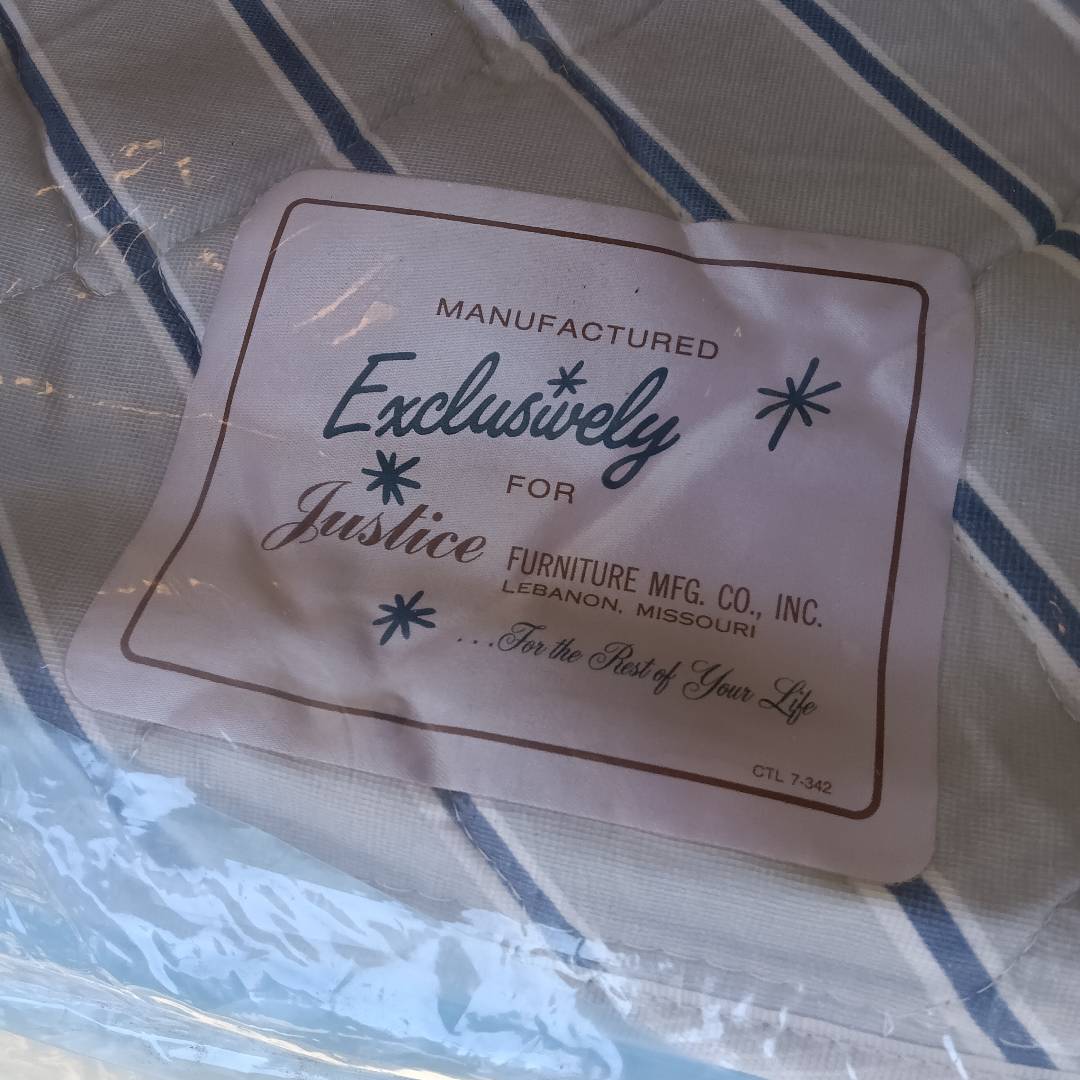 MANUFACTURED
Exclusively
FOR
Justice FURNITURE MFG. CO., INC.
LEBANON, MISSOURI
...For the Rest of Your Life
CTL 7-342